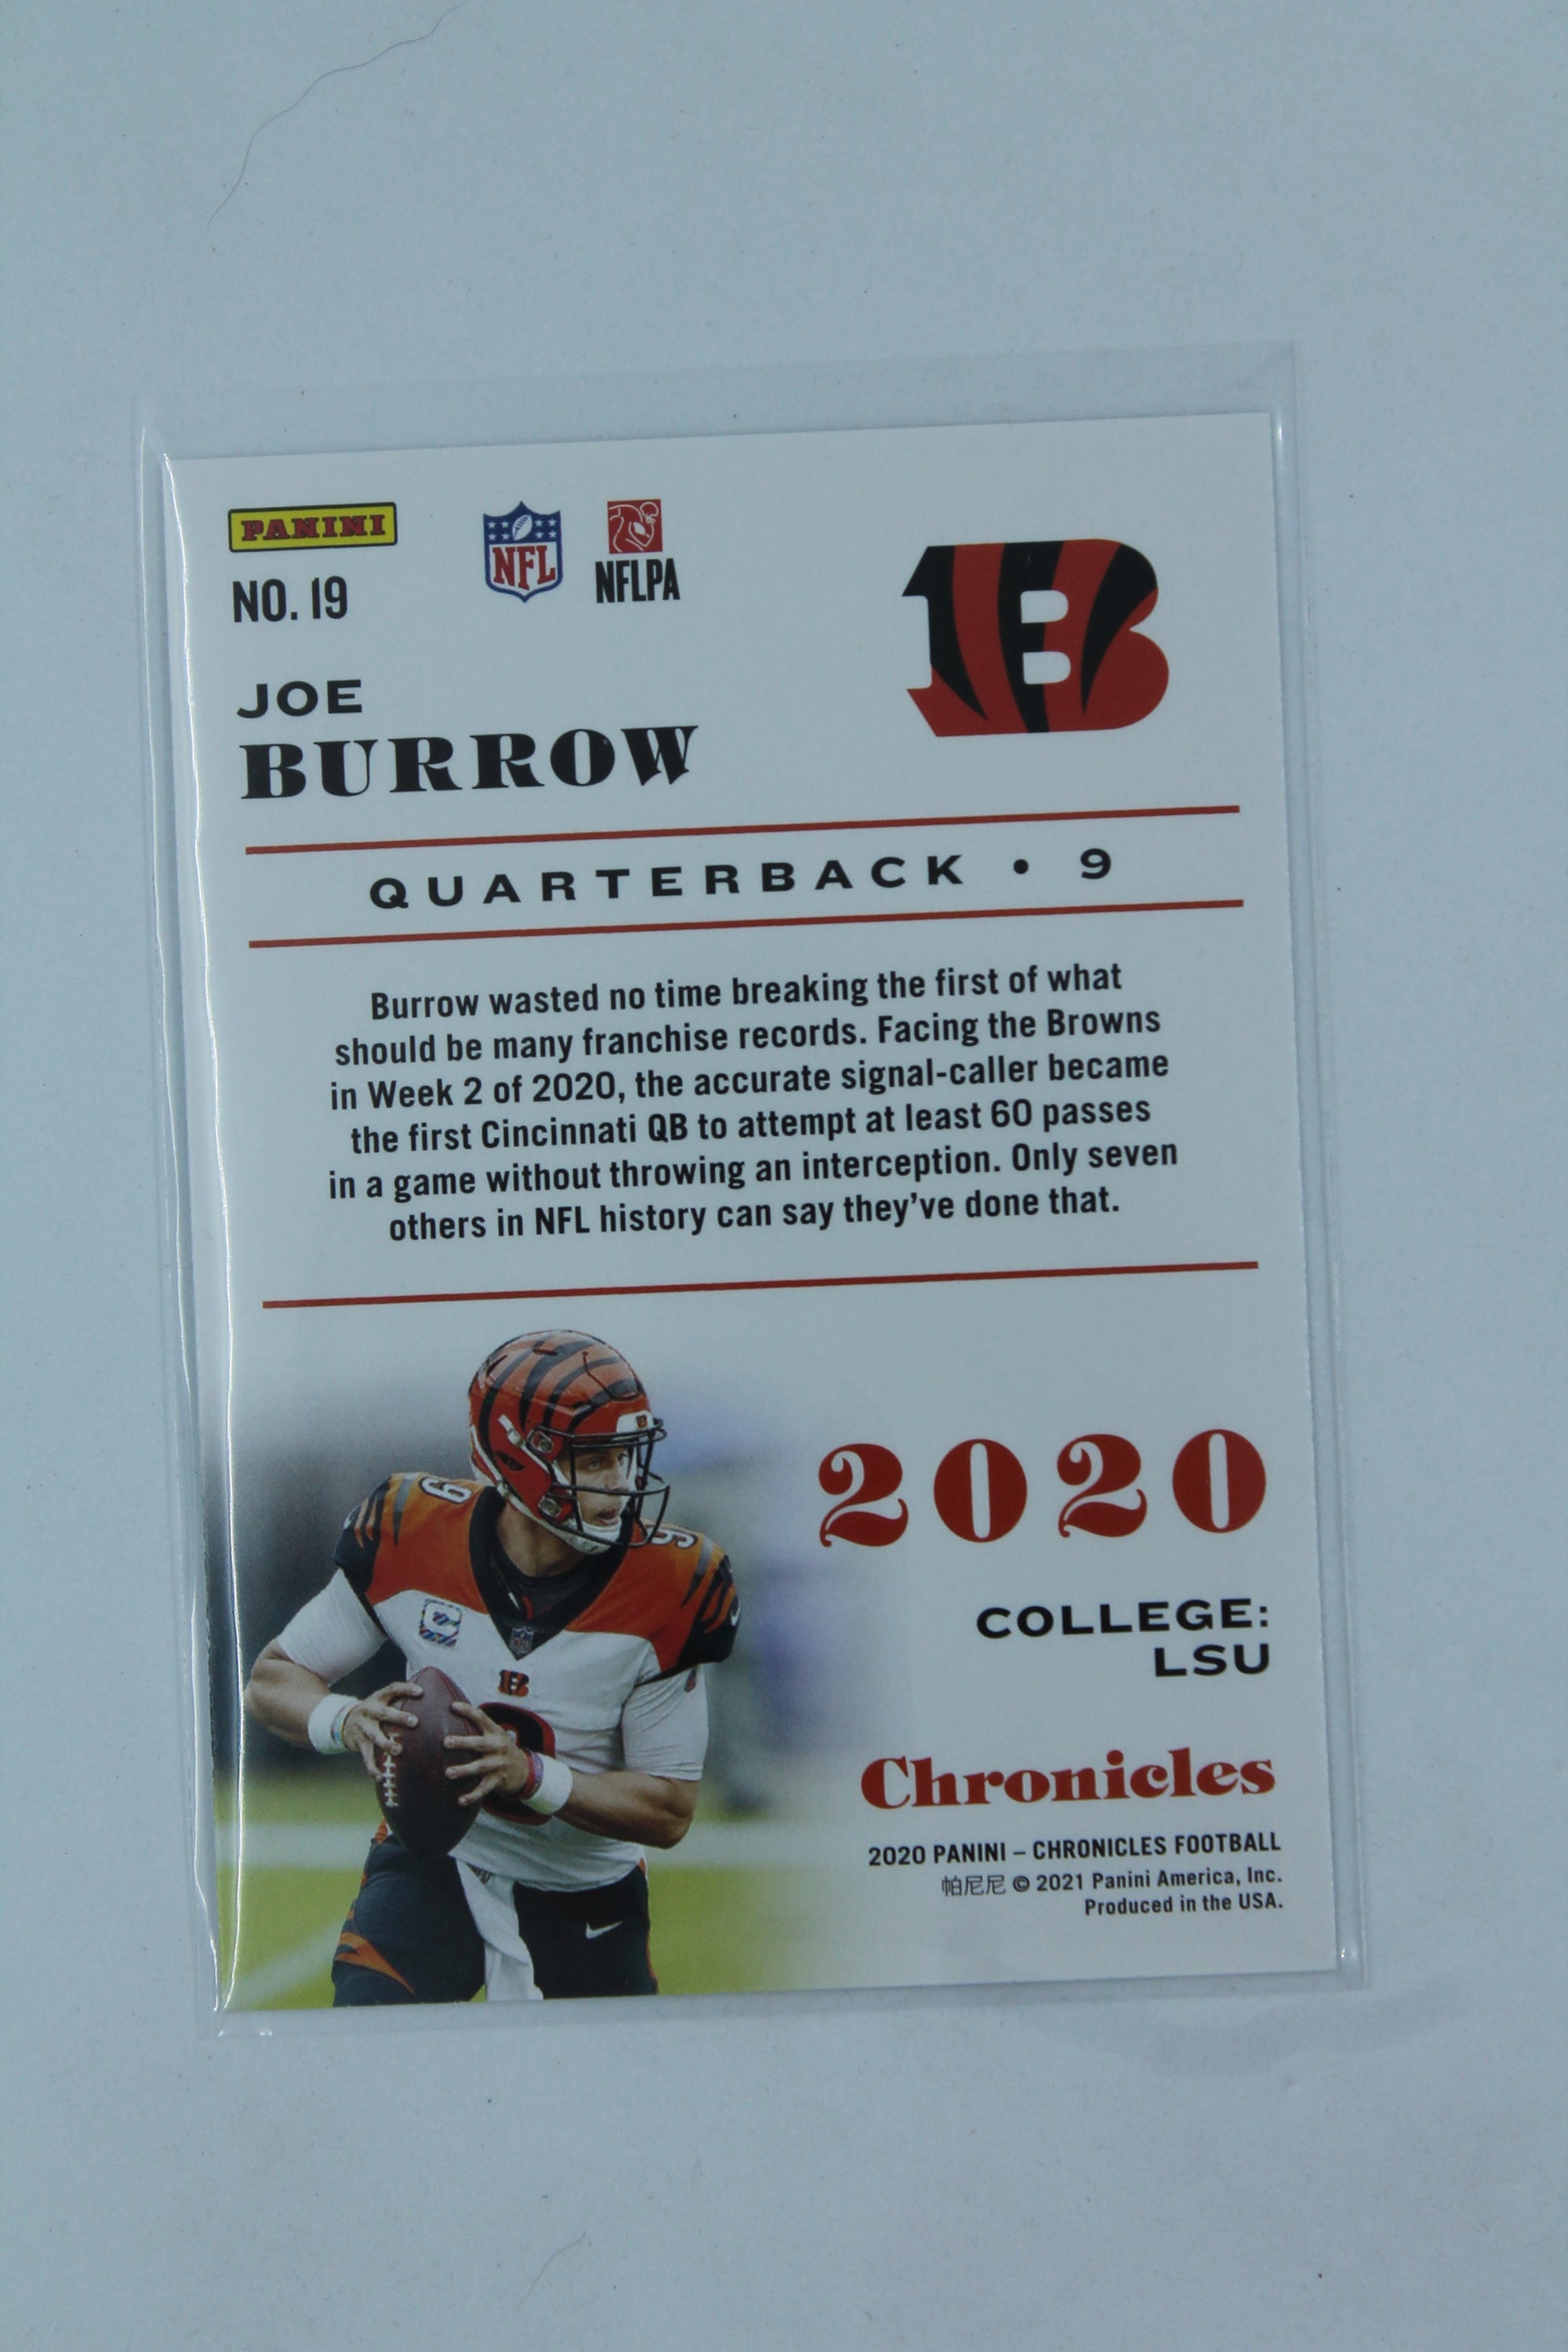 PANINI
NO. 19
NFL
NFLPA
B
JOE
BURROW
QUARTERBACK • 9
Burrow wasted no time breaking the first of what
should be many franchise records. Facing the Browns
in Week 2 of 2020, the accurate signal-caller became
the first Cincinnati QB to attempt at least 60 passes
in a game without throwing an interception. Only seven
others in NFL history can say they’ve done that.
9
9
C
B
2020
COLLEGE:
LSU
Chronicles
2020 PANINI – CHRONICLES FOOTBALL
帕尼尼 © 2021 Panini America, Inc.
Produced in the USA.